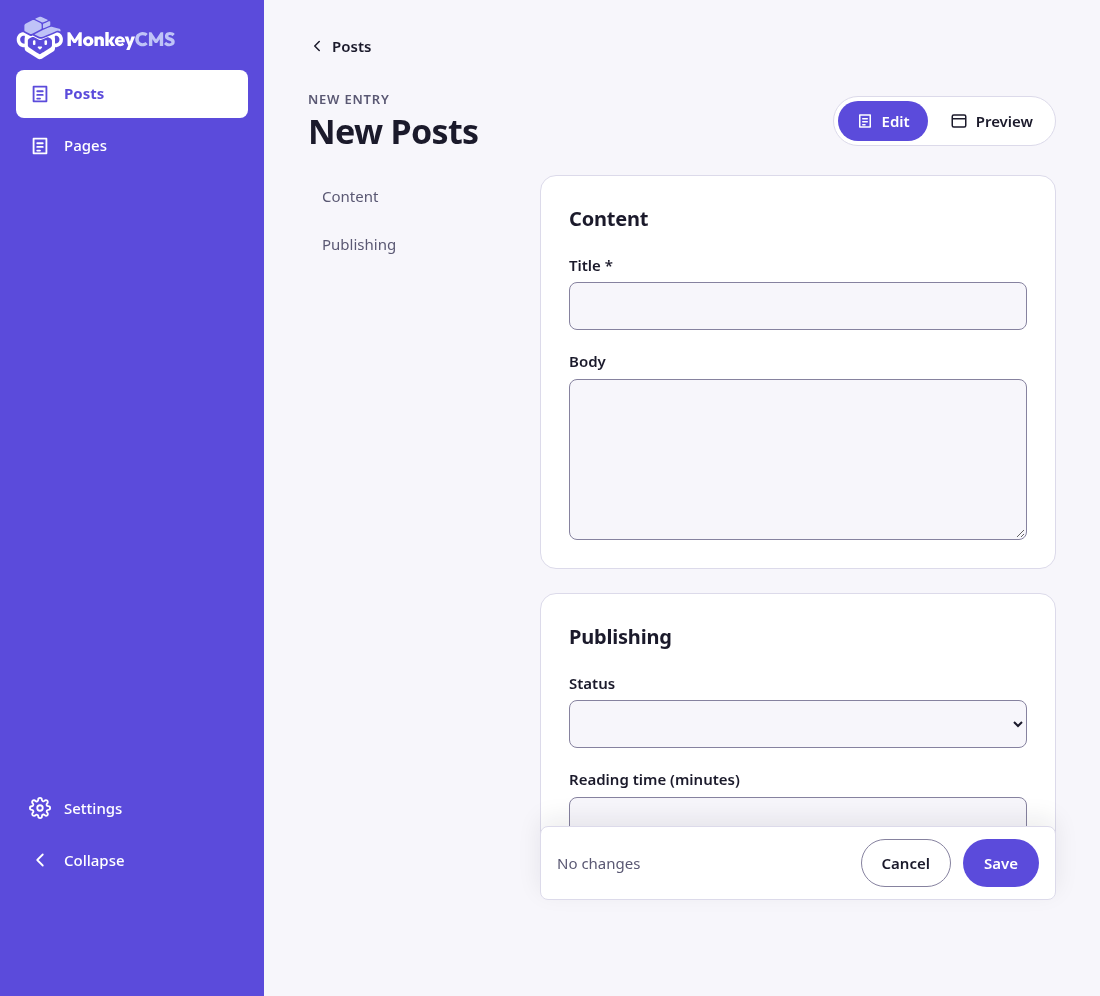 MonkeyCMS
Posts
Pages
Settings
Collapse
Posts
NEW ENTRY
New Posts
Edit
Preview
Content
Publishing
Content
Title *
Body
Publishing
Status
Reading time (minutes)
No changes
Cancel
Save